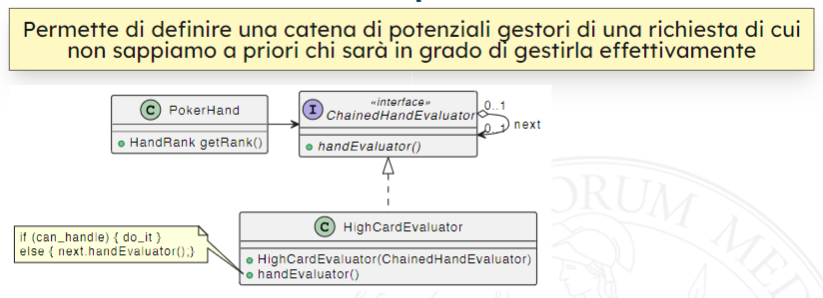 Permette di definire una catena di potenziali gestori di una richiesta di cui
non sappiamo a priori chi sarà in grado di gestirla effettivamente
C PokerHand
HandRank getRank()
I «interface»
ChainedHandEvaluator
handEvaluator()
0..1
0..1 next
C HighCardEvaluator
HighCardEvaluator(ChainedHandEvaluator)
handEvaluator()
if (can_handle) { do_it }
else { next.handEvaluator();}
ORUM MED